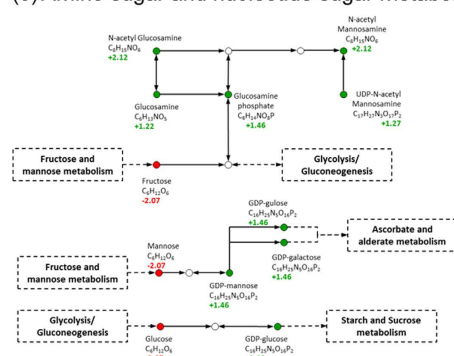 N-acetyl Glucosamine
C8H15NO6
+2.12
N-acetyl
Mannosamine
C8H15NO6
+2.12
Glucosamine
C6H13NO5
+1.22
Glucosamine
phosphate
C6H14NO8P
+1.46
UDP-N-acetyl
Mannosamine
C17H27N3O17P2
+1.27
Fructose and
mannose metabolism
Fructose
C6H12O6
-2.07
Glycolysis/
Gluconeogenesis
GDP-gulose
+1.46
C16H25N5O16P2
Ascorbate and
alderate metabolism
Mannose
C6H12O6
-2.07
GDP-galactose
C16H25N5O16P2
+1.46
Fructose and
mannose metabolism
GDP-mannose
C16H25N5O16P2
+1.46
Glycolysis/
Gluconeogenesis
Glucose
C6H12O6
GDP-glucose
C16H25N5O16P2
Starch and Sucrose
metabolism